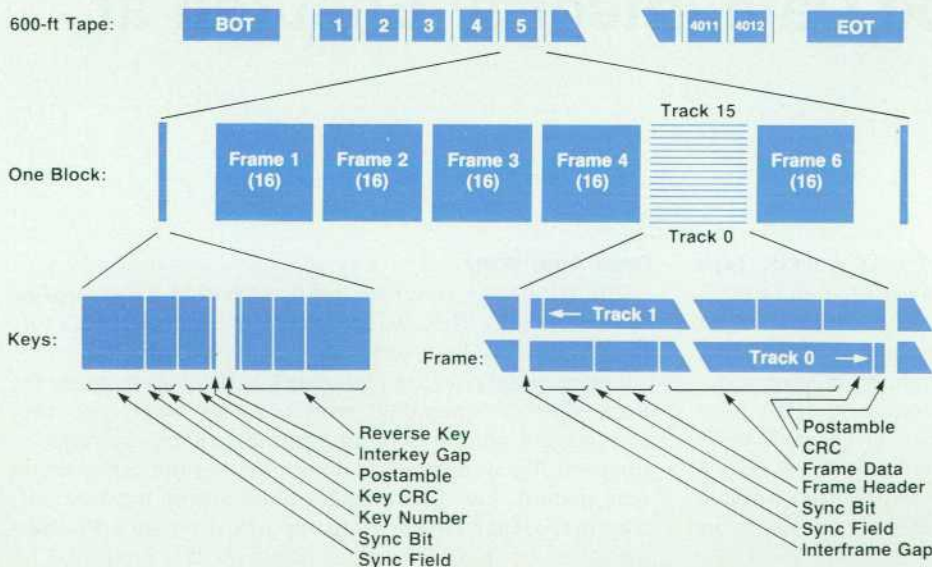 600-ft Tape: BOT 1 2 3 4 5 4011 4012 EOT
Track 15
One Block: Frame 1 (16) Frame 2 (16) Frame 3 (16) Frame 4 (16) Frame 6 (16)
Track 0
Keys:
Frame:
← Track 1
Track 0 →
Reverse Key
Interkey Gap
Postamble
Key CRC
Key Number
Sync Bit
Sync Field
Postamble
CRC
Frame Data
Frame Header
Sync Bit
Sync Field
Interframe Gap